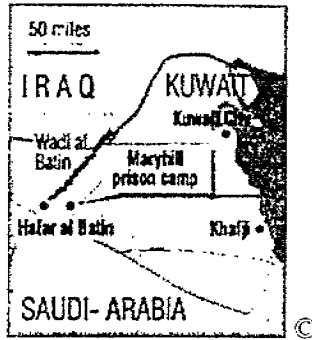 50 miles
IRAQ
KUWAIT
Kuwait City
Wadi al
Batin
Maryhill
prison camp
Hafar al Batin
Khafji
SAUDI-ARABIA
©